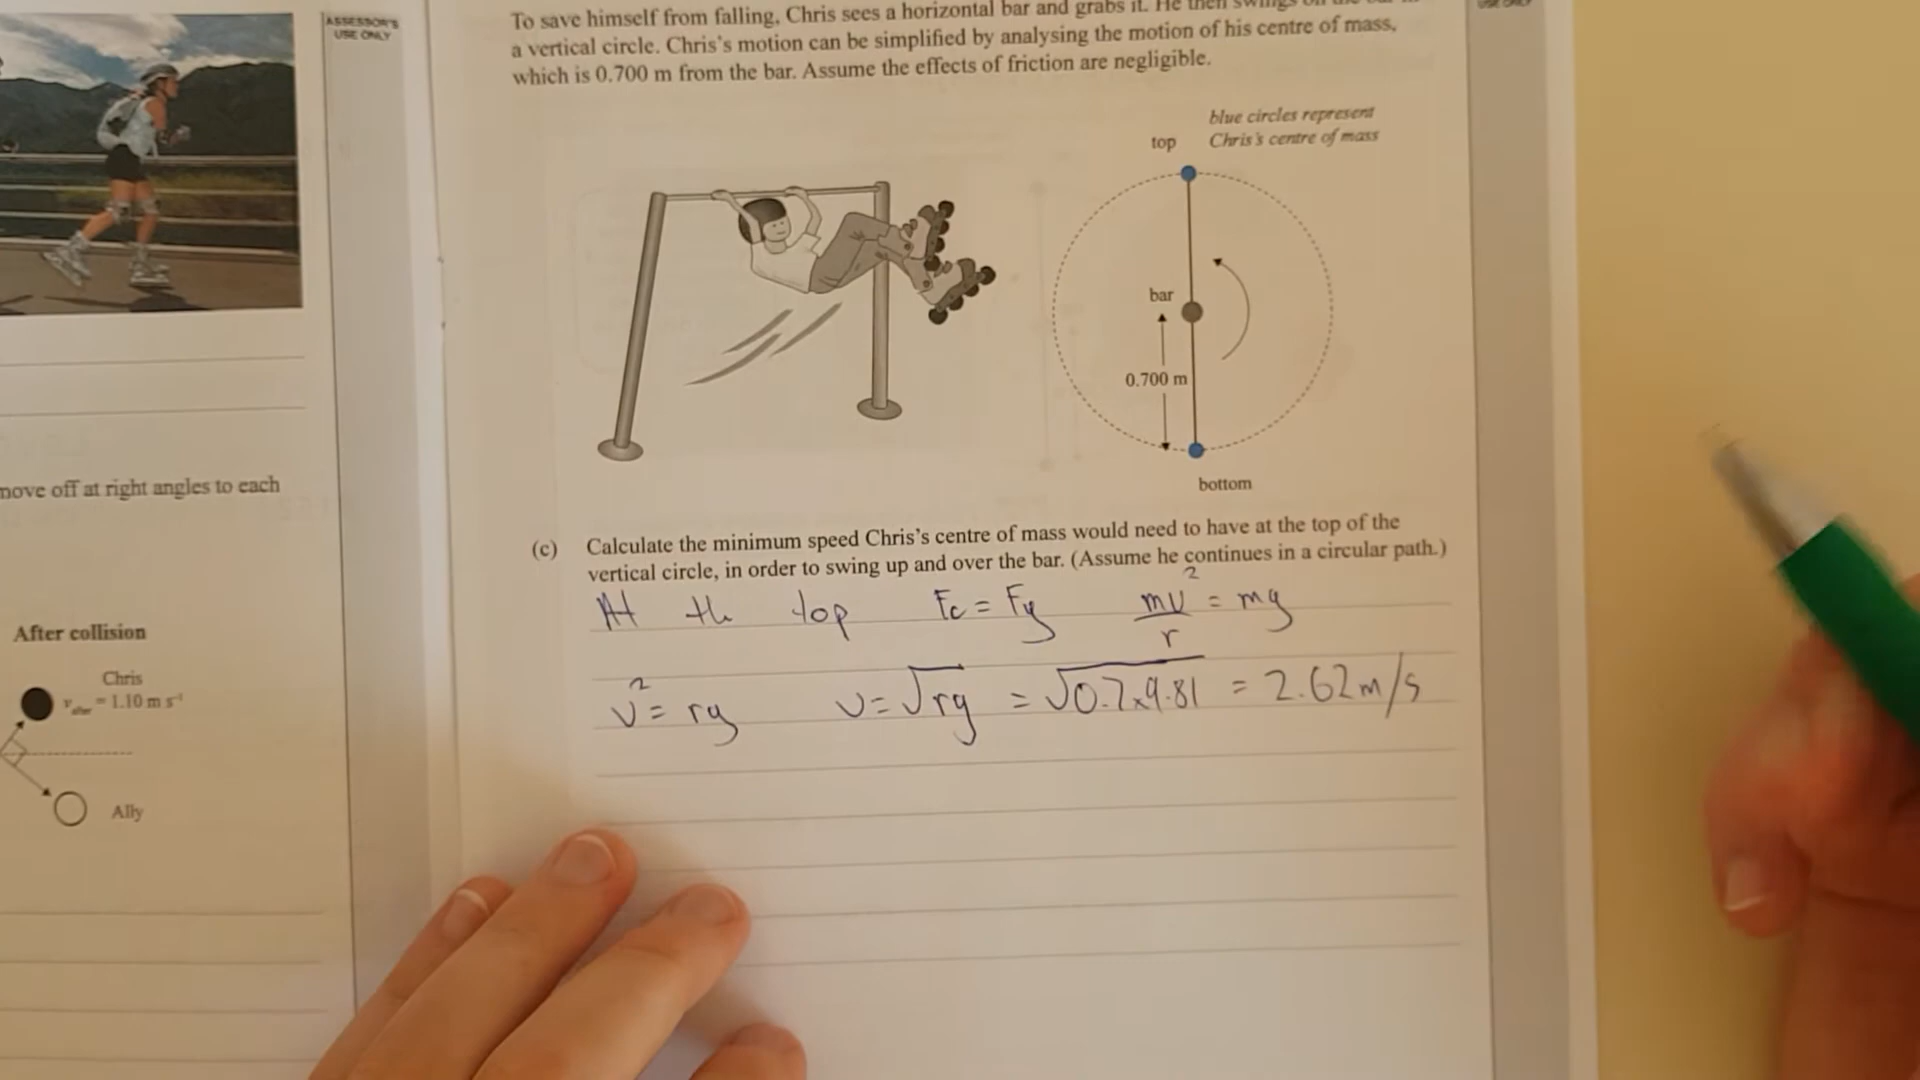 ASSESSOR'S
USE ONLY
move off at right angles to each
After collision
Chris
v after = 1.10 m s⁻¹
Ally
To save himself from falling, Chris sees a horizontal bar and grabs it. He then swings on the bar in
a vertical circle. Chris's motion can be simplified by analysing the motion of his centre of mass,
which is 0.700 m from the bar. Assume the effects of friction are negligible.
blue circles represent
Chris's centre of mass
top
bar
0.700 m
bottom
(c) Calculate the minimum speed Chris's centre of mass would need to have at the top of the
vertical circle, in order to swing up and over the bar. (Assume he continues in a circular path.)
At the top Fc = Fg mv²/r = mg
v² = rg v = √rg = √0.7×9.81 = 2.62 m/s
USE ONLY